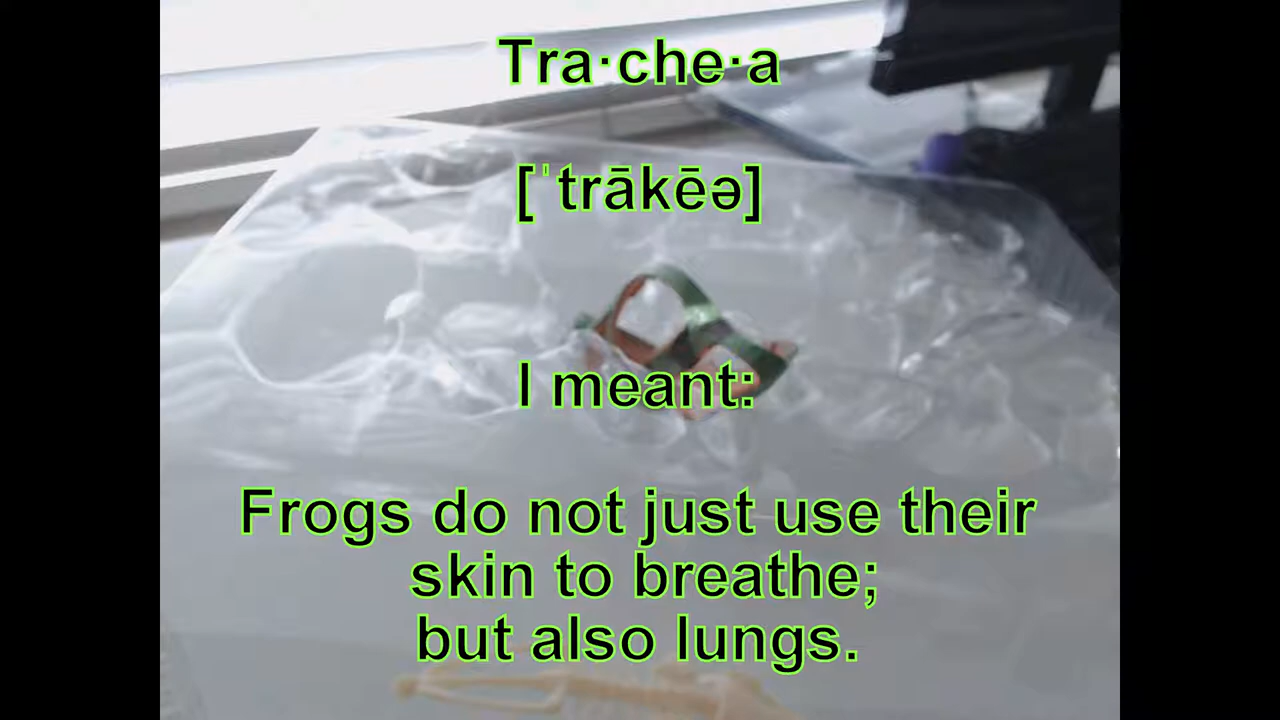 Tra·che·a
[ˈtrākēə]
I meant:
Frogs do not just use their
skin to breathe;
but also lungs.